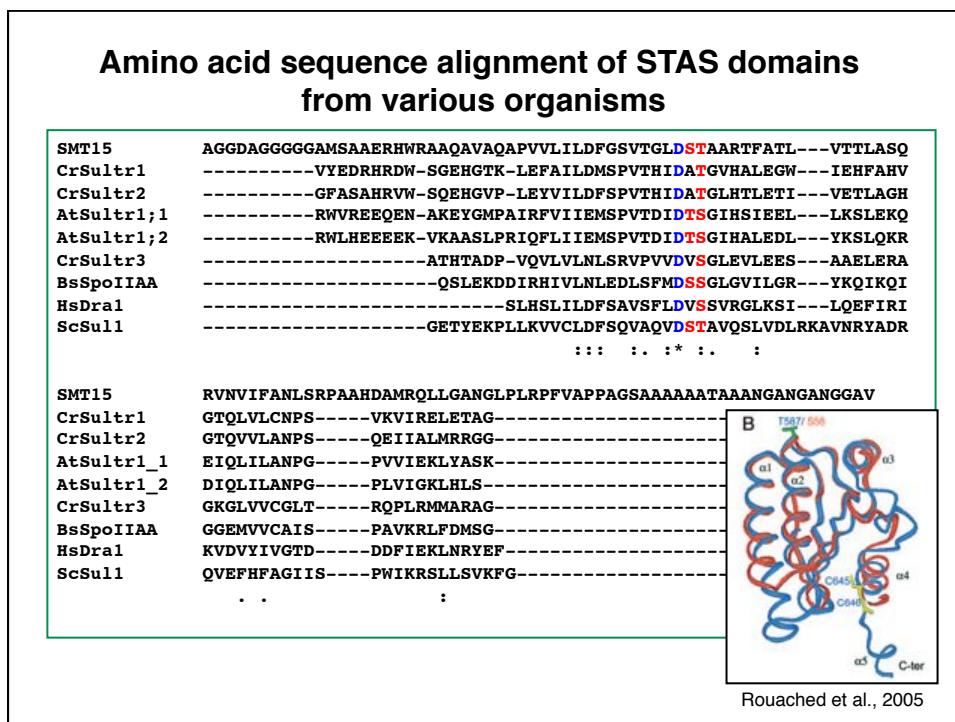 Amino acid sequence alignment of STAS domains
from various organisms
SMT15 AGGDAGGGGGAMSAAERHWRAAQAVAQAPVVLILDFGSVTGLDSTAARTFATL---VTTLASQ
CrSultr1 ----------VYEDRHRDW-SGEHGTK-LEFAILDMSPVTHIDATGVHALEGW---IEHFAHV
CrSultr2 ----------GFASAHRVW-SQEHGVP-LEYVILDFSPVTHIDATGLHTLETI---VETLAGH
AtSultr1;1 ----------RWVREEQEN-AKEYGMPAIRFVIIEMSPVTDIDTSGIHSIEEL---LKSLEKQ
AtSultr1;2 ----------RWLHEEEEK-VKAASLPRIQFLIIEMSPVTDIDTSGIHALEDL---YKSLQKR
CrSultr3 --------------------ATHTADP-VQVLVLNLSRVPVVDVSGLEVLEES---AAELERA
BsSpoIIAA ---------------------QSLEKDDIRHIVLNLEDLSFMDSSGLGVILGR---YKQIKQI
HsDra1 ---------------------------SLHSLILDFSAVSFLDVSSVRGLKSI---LQEFIRI
ScSul1 --------------------GETYEKPLLKVVCLDFSQVAQVDSTAVQSLVDLRKAVNRYADR
::: :. :* :. :
SMT15 RVNVIFANLSRPAAHDAMRQLLGANGLPLRPFVAPPAGSAAAAAATAAANGANGANGGAV
CrSultr1 GTQLVLCNPS-----VKVIRELETAG---------------------
CrSultr2 GTQVVLANPS-----QEIIALMRRGG---------------------
AtSultr1_1 EIQLILANPG-----PVVIEKLYASK---------------------
AtSultr1_2 DIQLILANPG-----PLVIGKLHLS----------------------
CrSultr3 GKGLVVCGLT-----RQPLRMMARAG---------------------
BsSpoIIAA GGEMVVCAIS-----PAVKRLFDMSG---------------------
HsDra1 KVDVYIVGTD-----DDFIEKLNRYEF--------------------
ScSul1 QVEFHFAGIIS----PWIKRSLLSVKFG-------------------
. . :
B
T587/ S58
α1
α2
α3
C645
α4
C646
α5
C-ter
Rouached et al., 2005